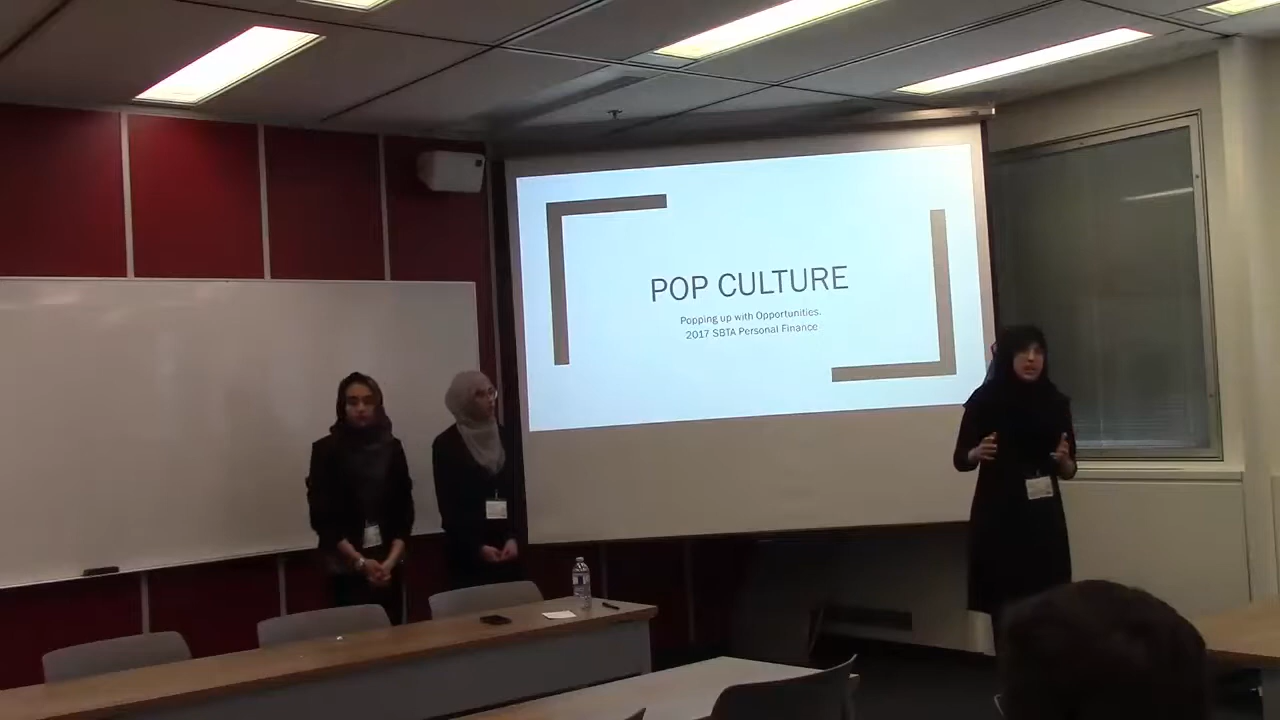 POP CULTURE
Popping up with Opportunities.
2017 SBTA Personal Finance